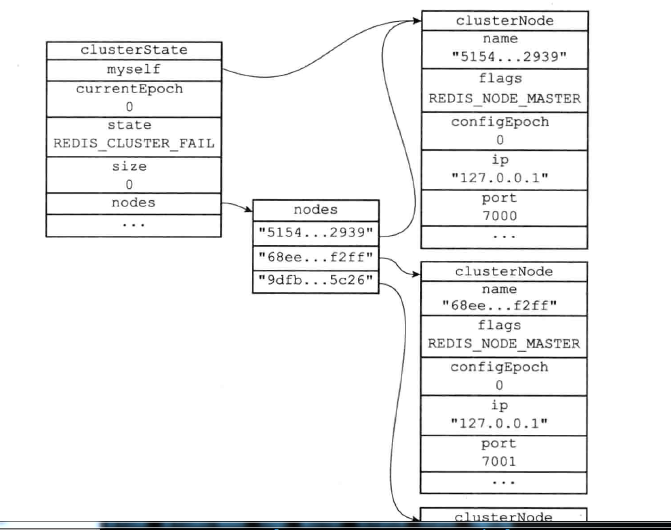 clusterState
myself
currentEpoch
0
state
REDIS_CLUSTER_FAIL
size
0
nodes
...
nodes
"5154...2939"
"68ee...f2ff"
"9dfb...5c26"
clusterNode
name
"5154...2939"
flags
REDIS_NODE_MASTER
configEpoch
0
ip
"127.0.0.1"
port
7000
...
clusterNode
name
"68ee...f2ff"
flags
REDIS_NODE_MASTER
configEpoch
0
ip
"127.0.0.1"
port
7001
...
clusterNode